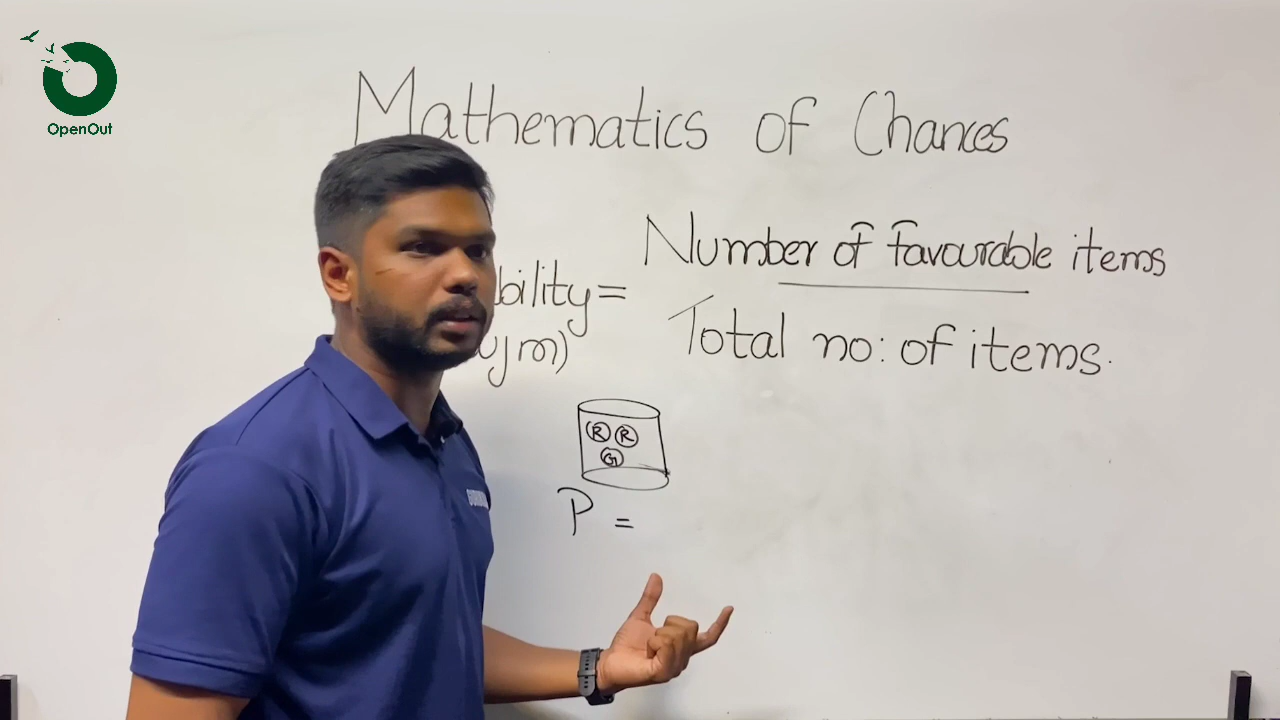 OpenOut
Mathematics of Chances
Number of favourable items
bility =
Total no: of items.
R R
G
P =